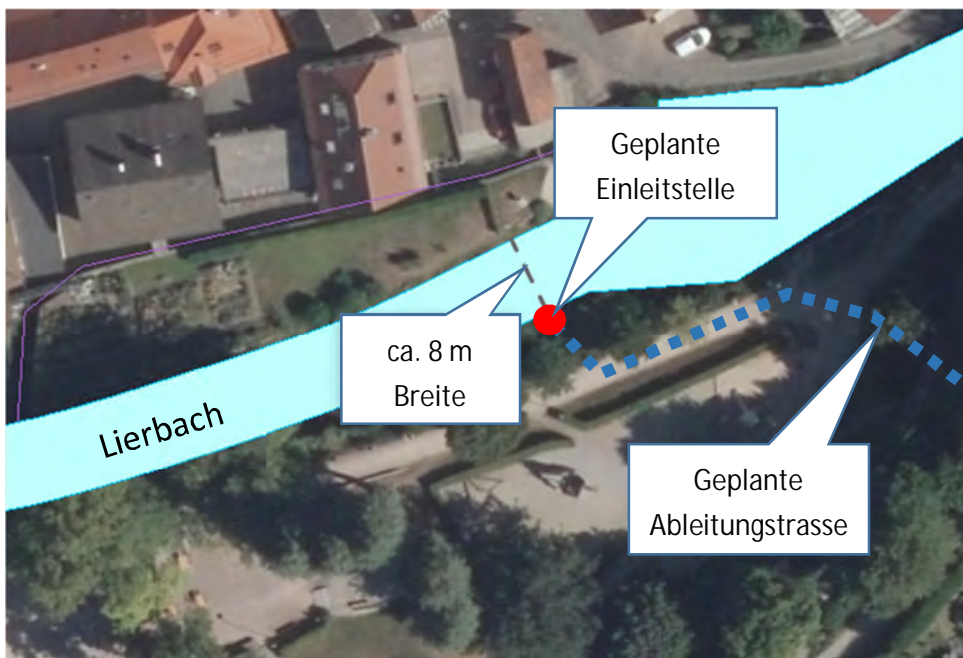 Geplante
Einleitstelle
ca. 8 m
Breite
Lierbach
Geplante
Ableitungstrasse